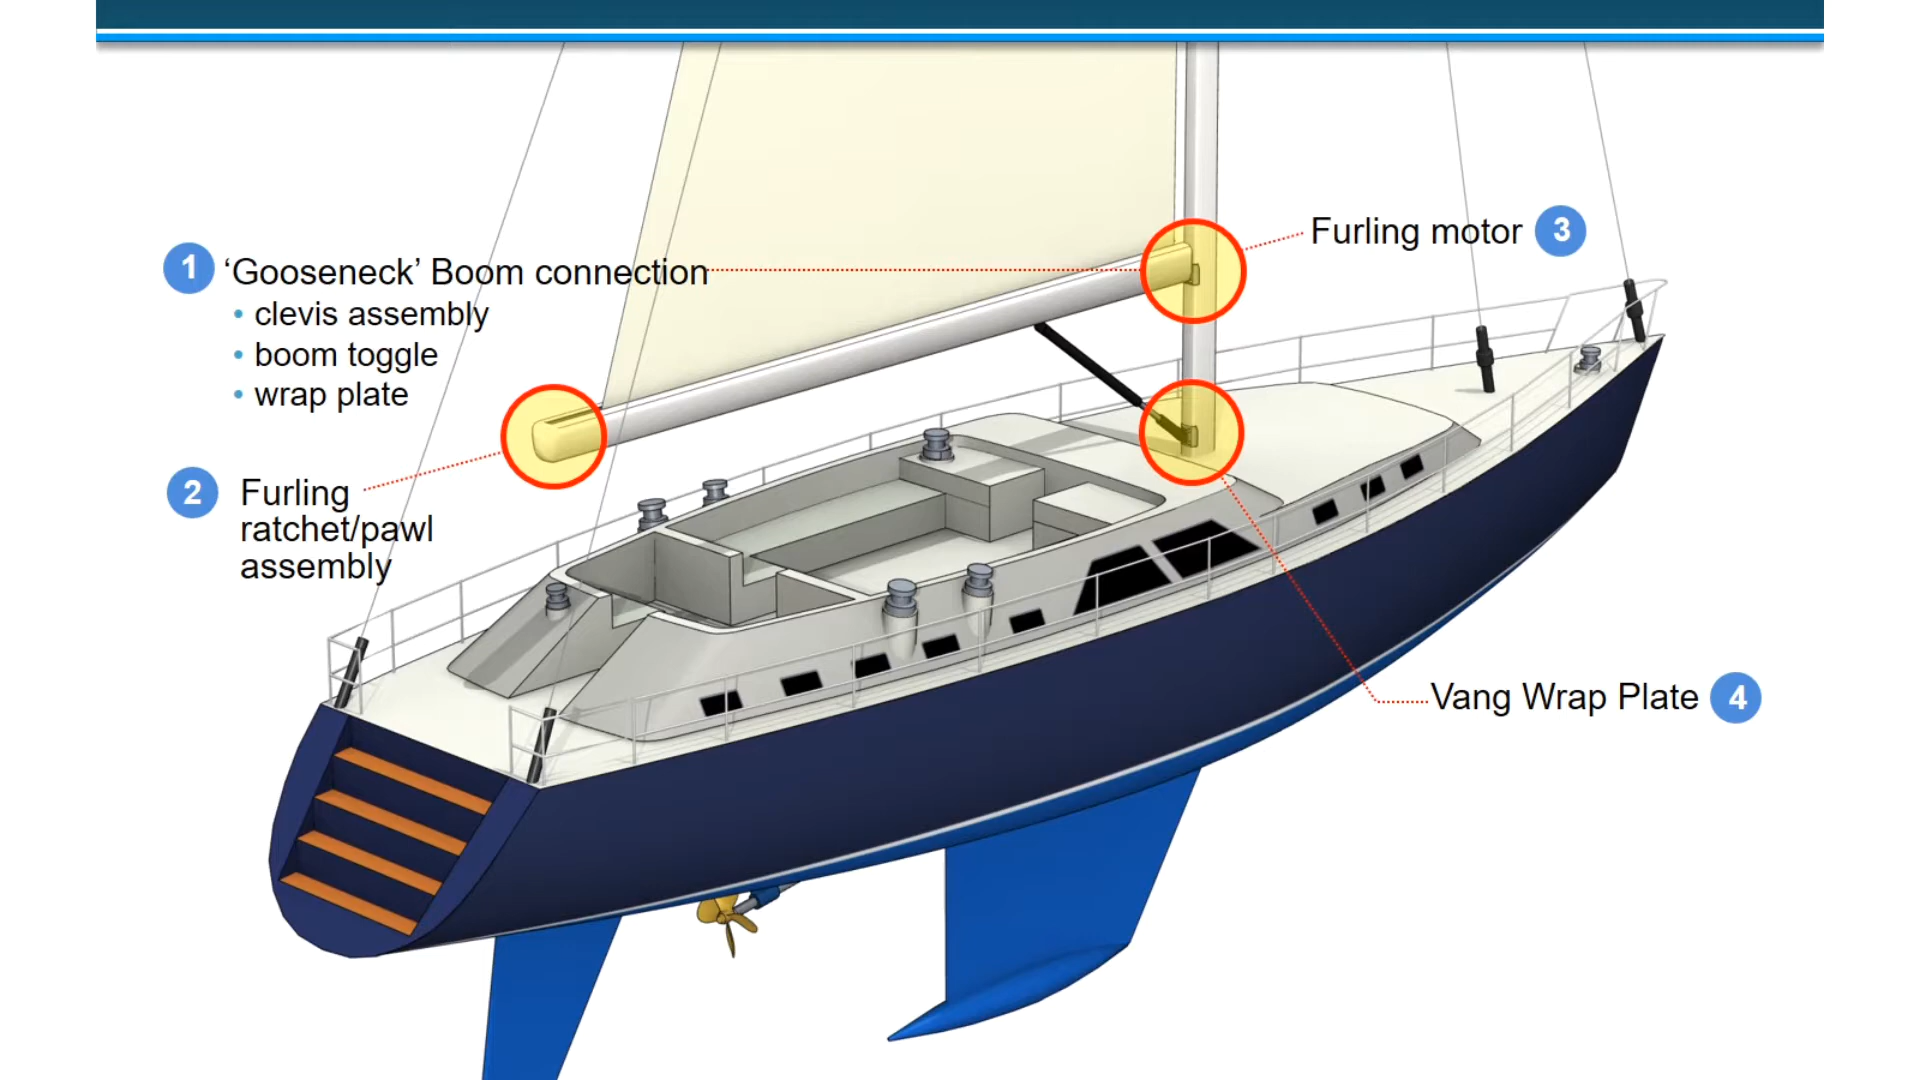 1 ‘Gooseneck’ Boom connection
• clevis assembly
• boom toggle
• wrap plate
2 Furling
ratchet/pawl
assembly
Furling motor 3
Vang Wrap Plate 4